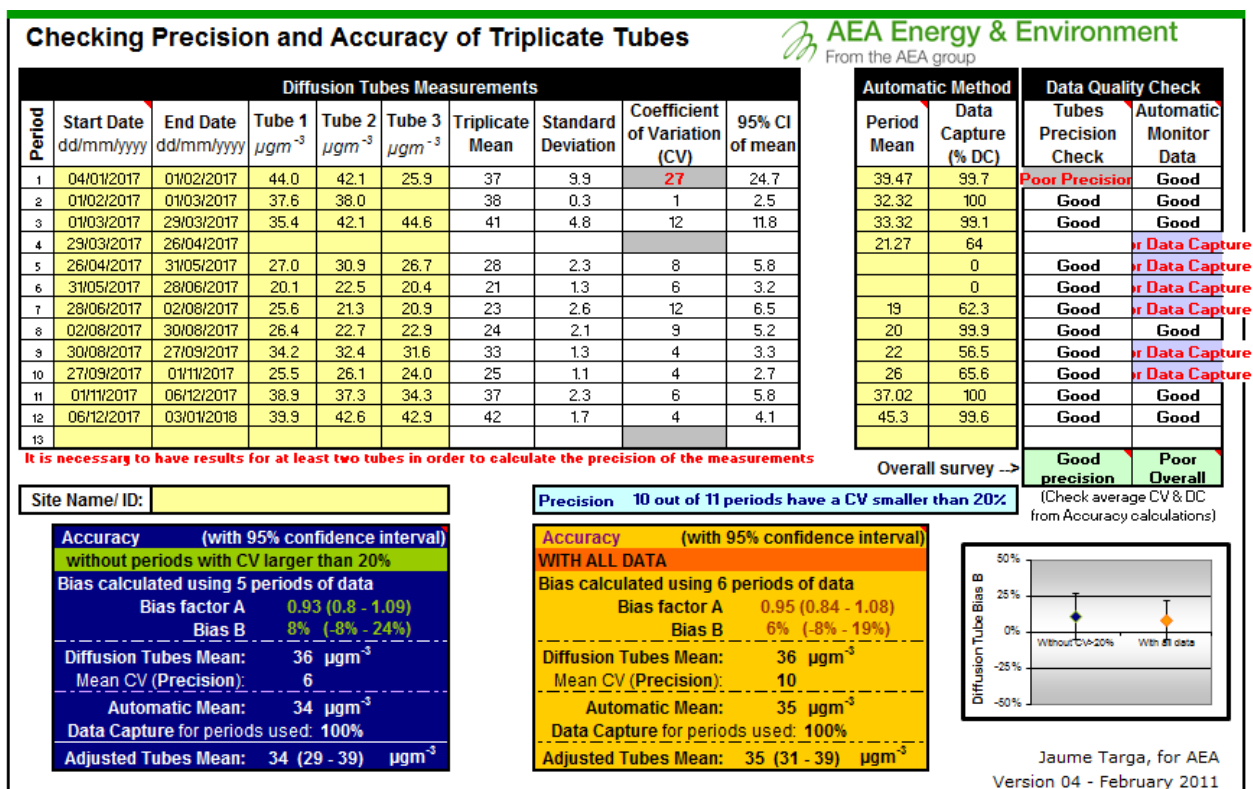 Checking Precision and Accuracy of Triplicate Tubes
AEA Energy & Environment
From the AEA group
Diffusion Tubes Measurements
Period Start Date dd/mm/yyyy End Date dd/mm/yyyy Tube 1 µgm⁻³ Tube 2 µgm⁻³ Tube 3 µgm⁻³ Triplicate Mean Standard Deviation Coefficient of Variation (CV) 95% CI of mean
Automatic Method
Period Mean Data Capture (% DC)
Data Quality Check
Tubes Precision Check Automatic Monitor Data
1 04/01/2017 01/02/2017 44.0 42.1 25.9 37 9.9 27 24.7 39.47 99.7 Poor Precision Good
2 01/02/2017 01/03/2017 37.6 38.0 38 0.3 1 2.5 32.32 100 Good Good
3 01/03/2017 29/03/2017 35.4 42.1 44.6 41 4.8 12 11.8 33.32 99.1 Good Good
4 29/03/2017 26/04/2017 21.27 64 r Data Capture
5 26/04/2017 31/05/2017 27.0 30.9 26.7 28 2.3 8 5.8 0 Good r Data Capture
6 31/05/2017 28/06/2017 20.1 22.5 20.4 21 1.3 6 3.2 0 Good r Data Capture
7 28/06/2017 02/08/2017 25.6 21.3 20.9 23 2.6 12 6.5 19 62.3 Good r Data Capture
8 02/08/2017 30/08/2017 26.4 22.7 22.9 24 2.1 9 5.2 20 99.9 Good Good
9 30/08/2017 27/09/2017 34.2 32.4 31.6 33 1.3 4 3.3 22 56.5 Good r Data Capture
10 27/09/2017 01/11/2017 25.5 26.1 24.0 25 1.1 4 2.7 26 65.6 Good r Data Capture
11 01/11/2017 06/12/2017 38.9 37.3 34.3 37 2.3 6 5.8 37.02 100 Good Good
12 06/12/2017 03/01/2018 39.9 42.6 42.9 42 1.7 4 4.1 45.3 99.6 Good Good
13
It is necessary to have results for at least two tubes in order to calculate the precision of the measurements
Overall survey --> Good precision Poor Overall
(Check average CV & DC
from Accuracy calculations)
Site Name/ ID:
Precision 10 out of 11 periods have a CV smaller than 20%
Accuracy (with 95% confidence interval)
without periods with CV larger than 20%
Bias calculated using 5 periods of data
Bias factor A 0.93 (0.8 - 1.09)
Bias B 8% (-8% - 24%)
Diffusion Tubes Mean: 36 µgm⁻³
Mean CV (Precision): 6
Automatic Mean: 34 µgm⁻³
Data Capture for periods used: 100%
Adjusted Tubes Mean: 34 (29 - 39) µgm⁻³
Accuracy (with 95% confidence interval)
WITH ALL DATA
Bias calculated using 6 periods of data
Bias factor A 0.95 (0.84 - 1.08)
Bias B 6% (-8% - 19%)
Diffusion Tubes Mean: 36 µgm⁻³
Mean CV (Precision): 10
Automatic Mean: 35 µgm⁻³
Data Capture for periods used: 100%
Adjusted Tubes Mean: 35 (31 - 39) µgm⁻³
Diffusion Tube Bias B
50%
25%
0%
-25%
-50%
Without CV>20% With all data
Jaume Targa, for AEA
Version 04 - February 2011